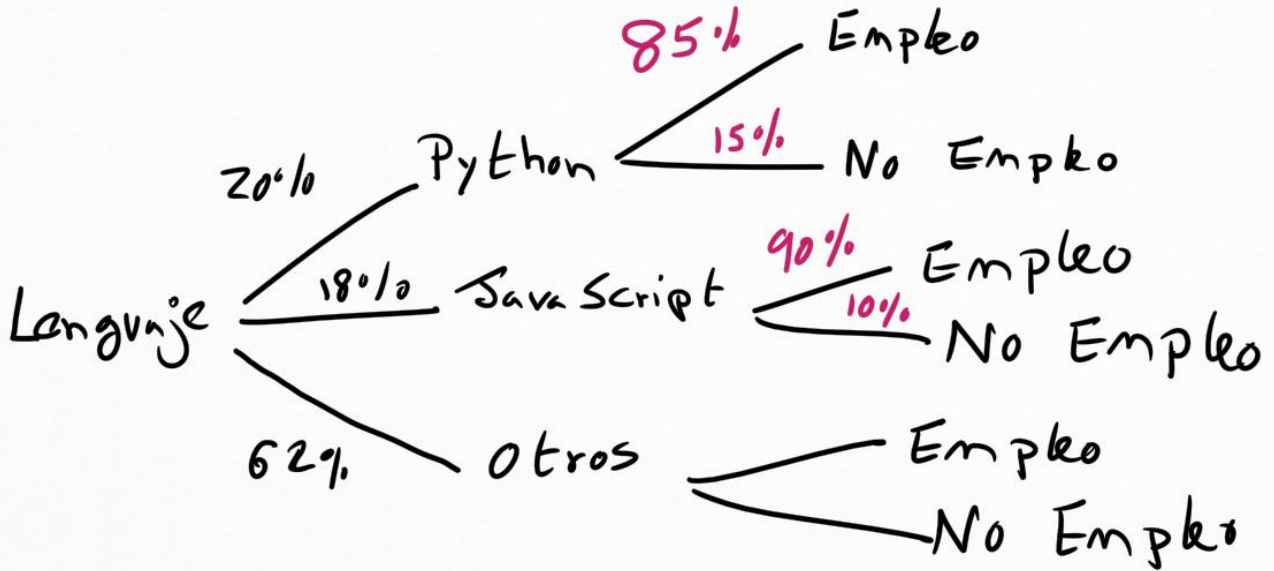 85% Empleo
15% No Empleo
20% Python
90% Empleo
18% JavaScript
10% No Empleo
Lenguaje
62% Otros
Empleo
No Empleo